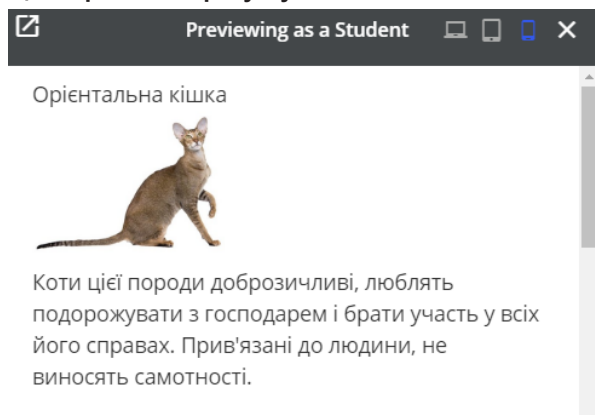 Previewing as a Student
Орієнтальна кішка
Коти цієї породи доброзичливі, люблять
подорожувати з господарем і брати участь у всіх
його справах. Прив'язані до людини, не
виносять самотності.